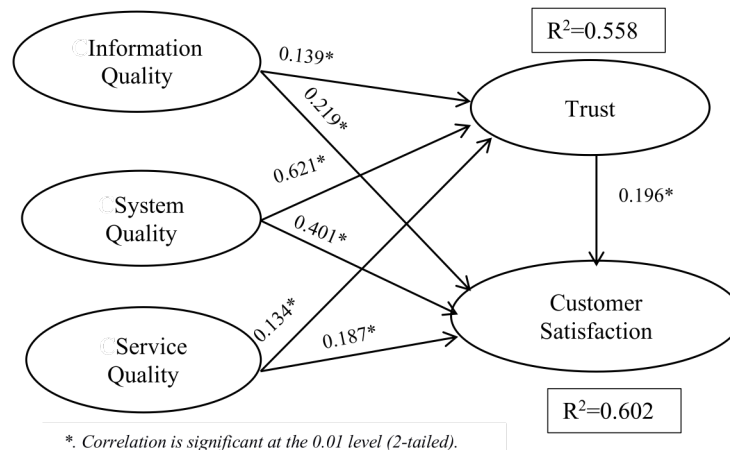 R²=0.558
Information
Quality
0.139*
0.219*
Trust
0.621*
System
Quality
0.196*
0.401*
Customer
Satisfaction
0.134*
0.187*
Service
Quality
R²=0.602
*. Correlation is significant at the 0.01 level (2-tailed).